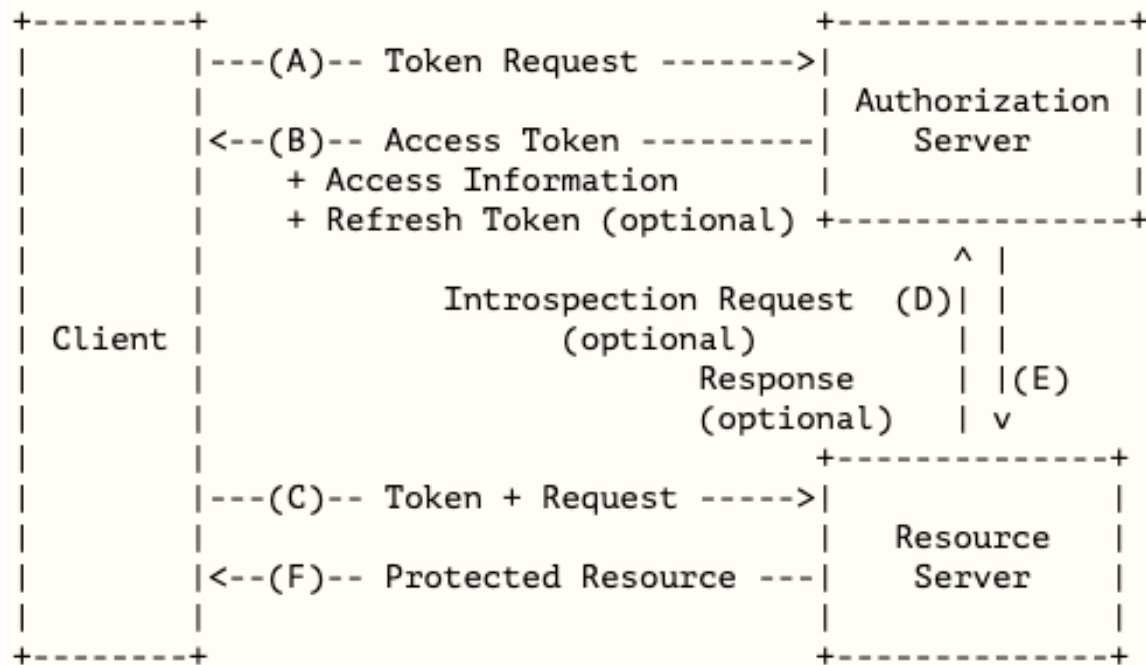 +--------+                               +---------------+
|        |---(A)-- Token Request ------->|               |
|        |                               | Authorization |
|        |<--(B)-- Access Token ---------|    Server     |
|        |    + Access Information       |               |
|        |    + Refresh Token (optional) +---------------+
|        |                                      ^ |
|        |            Introspection Request  (D)| |
| Client |                  (optional)          | |
|        |                         Response     | |(E)
|        |                         (optional)   | v
|        |                               +--------------+
|        |---(C)-- Token + Request ----->|              |
|        |                               |   Resource   |
|        |<--(F)-- Protected Resource ---|    Server    |
|        |                               |              |
+--------+                               +--------------+